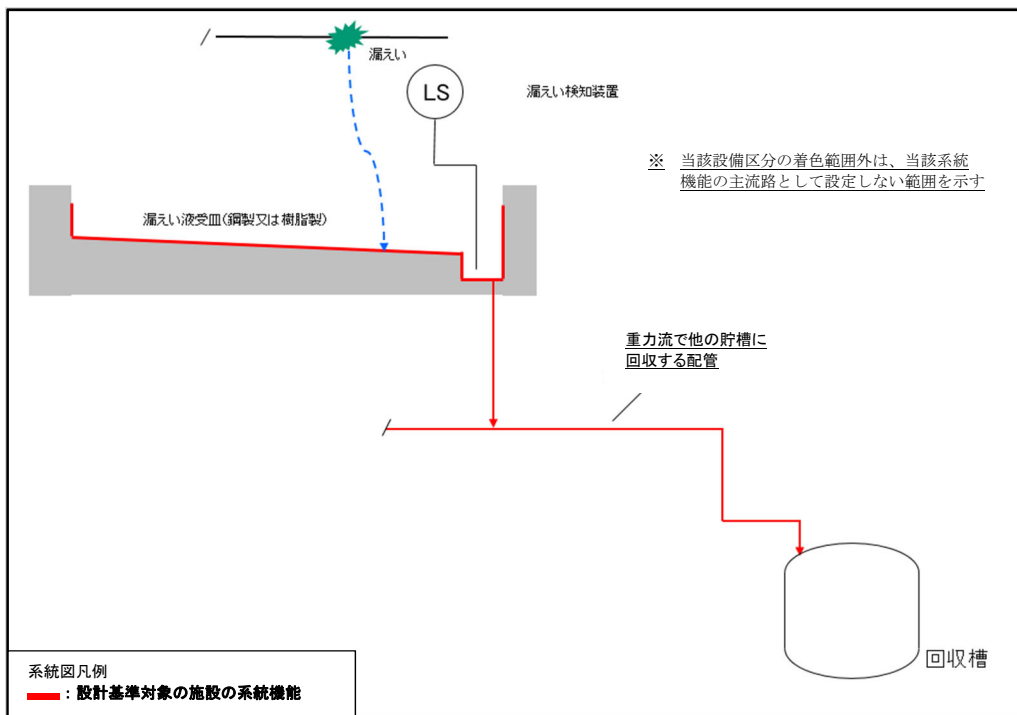 漏えい
LS
漏えい検知装置
※ 当該設備区分の着色範囲外は、当該系統
機能の主流路として設定しない範囲を示す
漏えい液受皿(鋼製又は樹脂製)
重力流で他の貯槽に
回収する配管
回収槽
系統図凡例
:設計基準対象の施設の系統機能